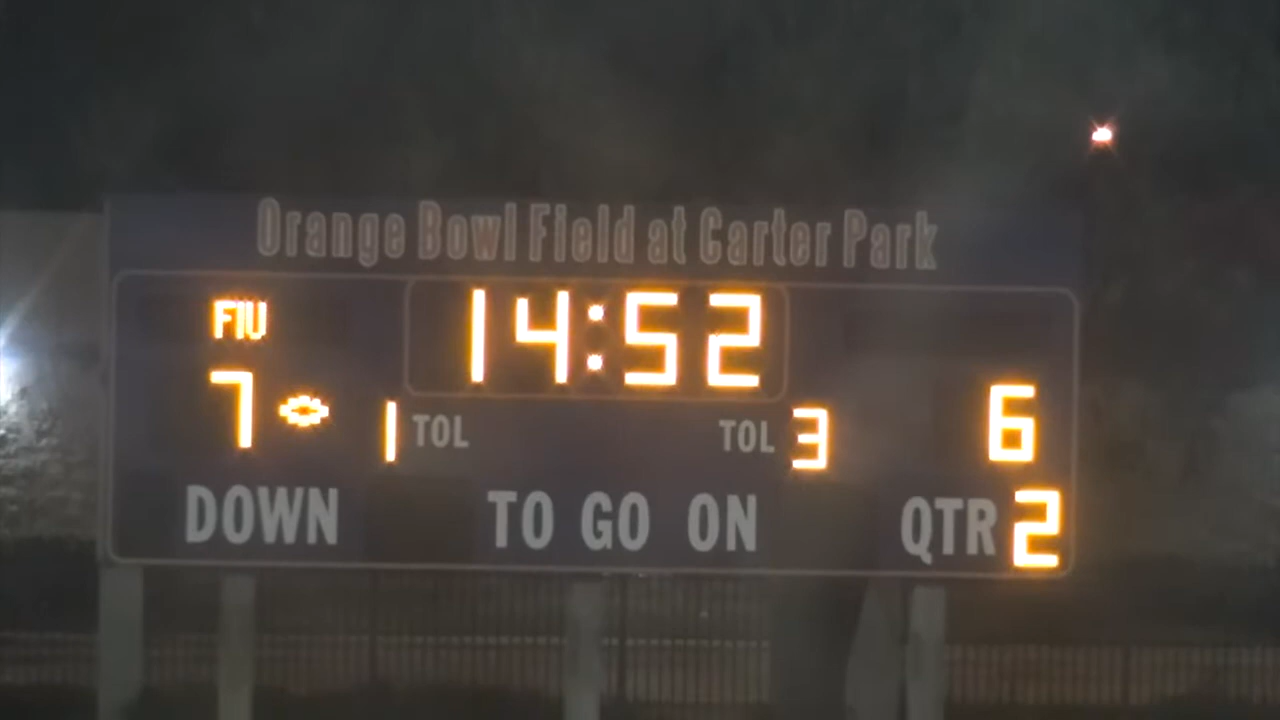 Orange Bowl Field at Carter Park
FIU 14:52
7 1 TOL TOL 3 6
DOWN TO GO ON QTR 2